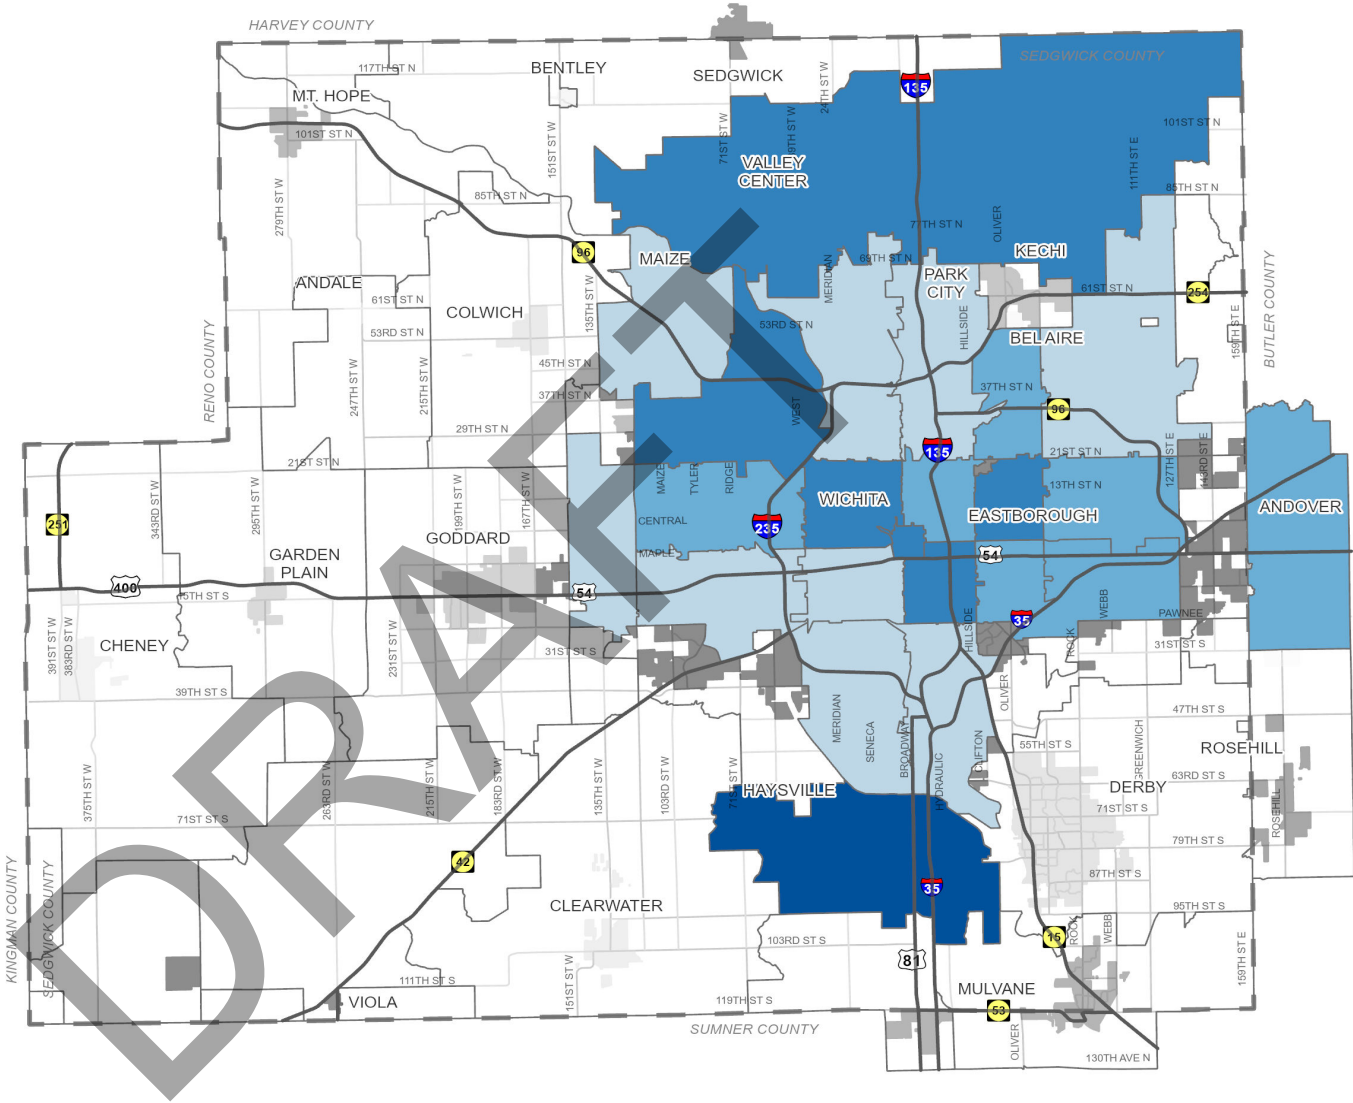 HARVEY COUNTY
SEDGWICK COUNTY
117TH ST N
BENTLEY
SEDGWICK
24TH ST W
135
MT. HOPE
101ST ST N
101ST ST N
151ST ST W
71ST ST W
VALLEY
CENTER
111TH ST E
85TH ST N
85TH ST N
279TH ST W
77TH ST N
OLIVER
96
MAIZE
69TH ST N
KECHI
MERIDIAN
PARK
CITY
BUTLER COUNTY
ANDALE
61ST ST N
61ST ST N
254
COLWICH
135TH ST W
53RD ST N
53RD ST N
HILLSIDE
BEL AIRE
159TH ST E
RENO COUNTY
45TH ST N
37TH ST N
37TH ST N
247TH ST W
215TH ST W
WEST
96
29TH ST N
135
21ST ST N
21ST ST N
127TH ST E
143RD ST E
MAIZE
TYLER
RIDGE
13TH ST N
WICHITA
EASTBOROUGH
ANDOVER
251
343RD ST W
295TH ST W
199TH ST W
167TH ST W
CENTRAL
235
GODDARD
MAPLE
54
GARDEN
PLAIN
400
54
15TH ST S
WEBB
PAWNEE
35
HILLSIDE
ROCK
31ST ST S
31ST ST S
CHENEY
391ST ST W
383RD ST W
231ST ST W
39TH ST S
OLIVER
47TH ST S
MERIDIAN
SENECA
BROADWAY
CLIFTON
55TH ST S
GREENWICH
ROSEHILL
63RD ST S
HYDRAULIC
DERBY
HAYSVILLE
71ST ST W
375TH ST W
263RD ST W
215TH ST W
183RD ST W
135TH ST W
103RD ST W
71ST ST S
71ST ST S
ROSEHILL
79TH ST S
42
87TH ST S
35
KINGMAN COUNTY
SEDGWICK COUNTY
CLEARWATER
95TH ST S
103RD ST S
15
ROCK
WEBB
81
159TH ST E
111TH ST S
151ST ST W
MULVANE
VIOLA
119TH ST S
53
SUMNER COUNTY
OLIVER
130TH AVE N
DRAFT